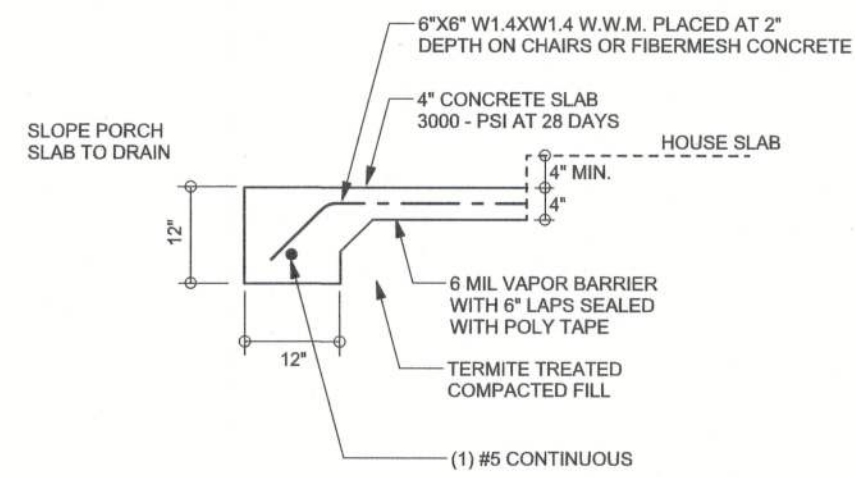 6"X6" W1.4XW1.4 W.W.M. PLACED AT 2"
DEPTH ON CHAIRS OR FIBERMESH CONCRETE
4" CONCRETE SLAB
3000 - PSI AT 28 DAYS
SLOPE PORCH
SLAB TO DRAIN
HOUSE SLAB
4" MIN.
4"
12"
6 MIL VAPOR BARRIER
WITH 6" LAPS SEALED
WITH POLY TAPE
12"
TERMITE TREATED
COMPACTED FILL
(1) #5 CONTINUOUS